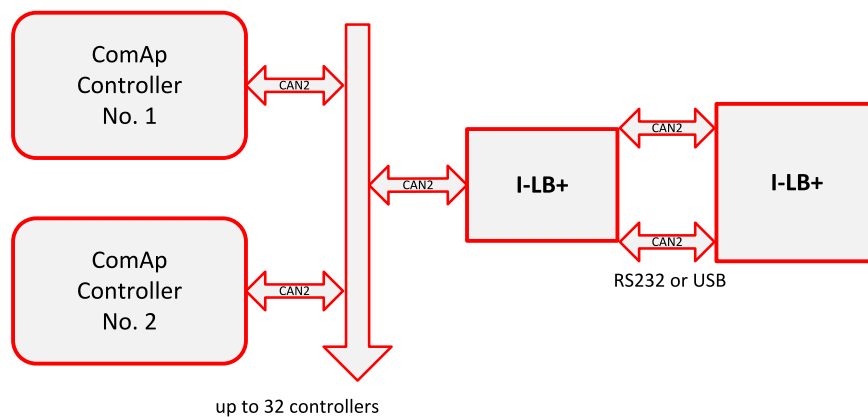 ComAp
Controller
No. 1
CAN2
CAN2
I-LB+
CAN2
CAN2
I-LB+
RS232 or USB
ComAp
Controller
No. 2
CAN2
up to 32 controllers